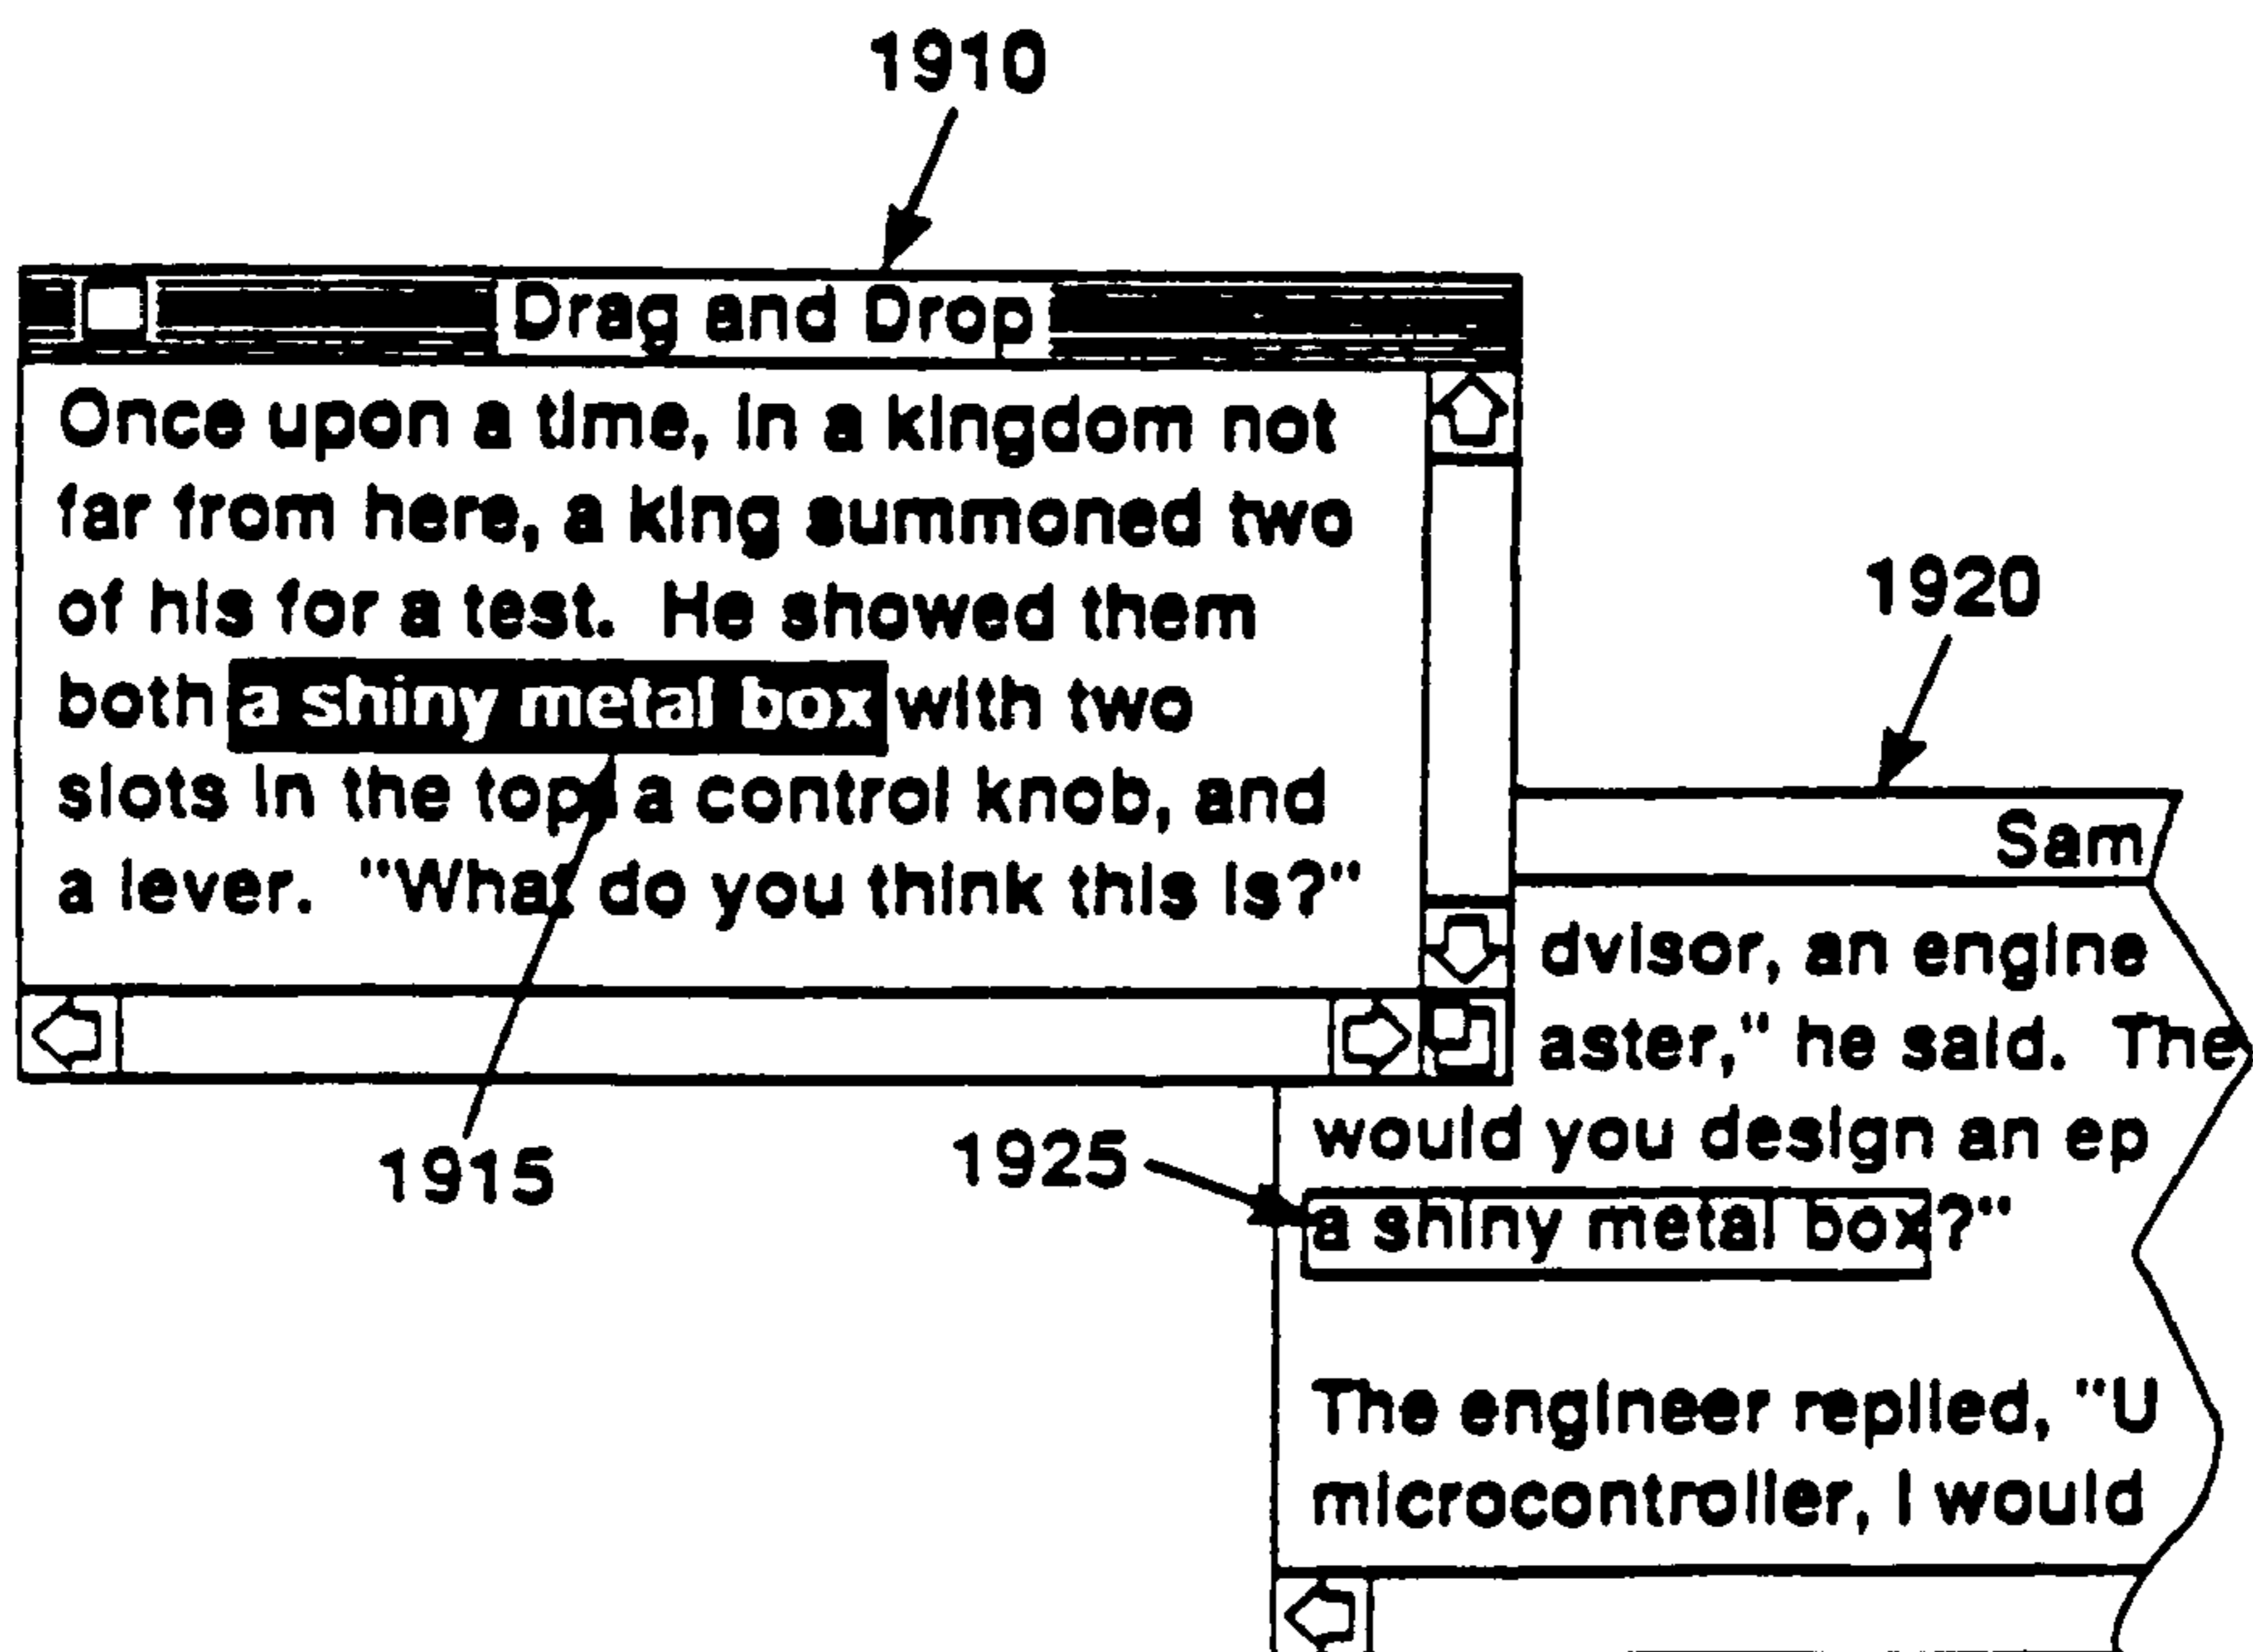 1910
Drag and Drop
Once upon a time, in a kingdom not
far from here, a king summoned two
of his for a test.  He showed them
both a shiny metal box with two
slots in the top, a control knob, and
a lever.  "What do you think this is?"
1915
1920
Sam
dvisor, an engine
aster," he said.  The
would you design an ep
1925
a shiny metal box?"
The engineer replied, "U
microcontroller, I would